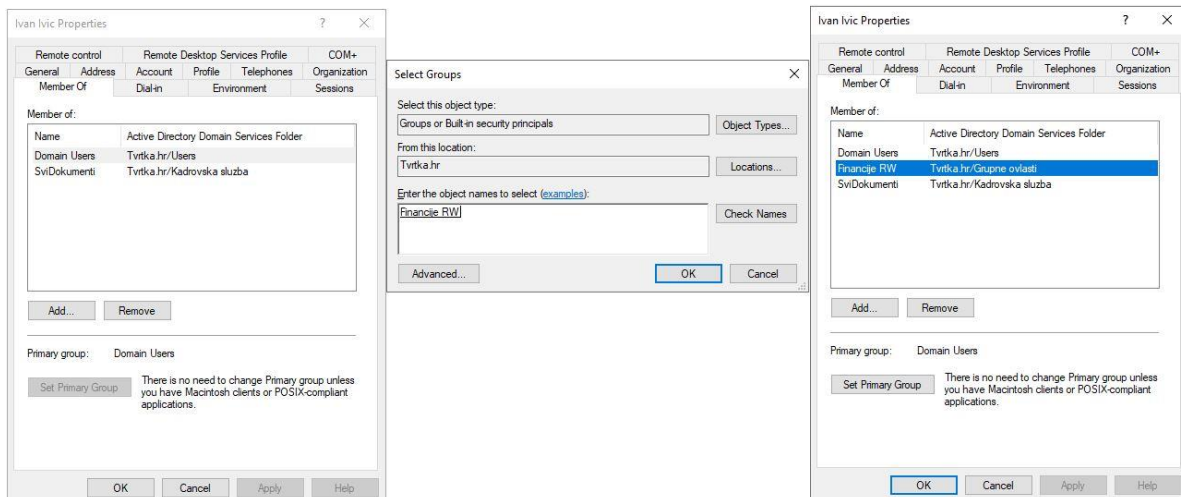 Ivan Ivic Properties
? ×
Remote control Remote Desktop Services Profile COM+
General Address Account Profile Telephones Organization
Member Of Dial-in Environment Sessions
Member of:
Name Active Directory Domain Services Folder
Domain Users Tvrtka.hr/Users
SviDokumenti Tvrtka.hr/Kadrovska sluzba
Add... Remove
Primary group: Domain Users
Set Primary Group
There is no need to change Primary group unless
you have Macintosh clients or POSIX-compliant
applications.
OK Cancel Apply Help
Select Groups
×
Select this object type:
Groups or Built-in security principals
Object Types...
From this location:
Tvrtka.hr
Locations...
Enter the object names to select (examples):
Financije RW
Check Names
Advanced...
OK Cancel
Ivan Ivic Properties
? ×
Remote control Remote Desktop Services Profile COM+
General Address Account Profile Telephones Organization
Member Of Dial-in Environment Sessions
Member of:
Name Active Directory Domain Services Folder
Domain Users Tvrtka.hr/Users
Financije RW Tvrtka.hr/Grupne ovlasti
SviDokumenti Tvrtka.hr/Kadrovska sluzba
Add... Remove
Primary group: Domain Users
Set Primary Group
There is no need to change Primary group unless
you have Macintosh clients or POSIX-compliant
applications.
OK Cancel Apply Help